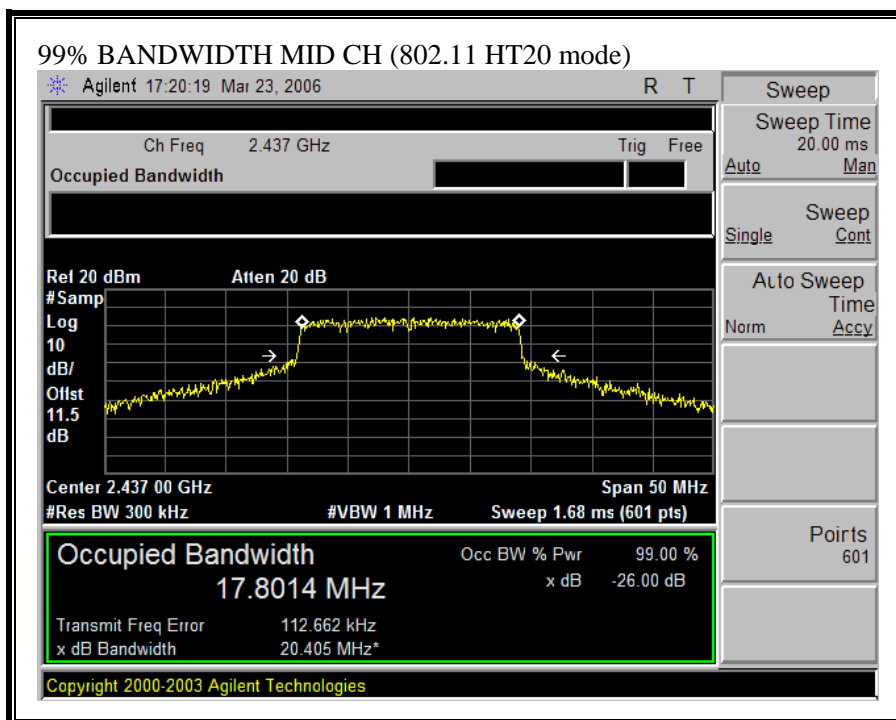 99% BANDWIDTH MID CH (802.11 HT20 mode)
Agilent 17:20:19 Mar 23, 2006 R T
Ch Freq 2.437 GHz Trig Free
Occupied Bandwidth
Ref 20 dBm Atten 20 dB
#Samp
Log
10
dB/
Offst
11.5
dB
Center 2.437 00 GHz Span 50 MHz
#Res BW 300 kHz #VBW 1 MHz Sweep 1.68 ms (601 pts)
Occupied Bandwidth
17.8014 MHz
Occ BW % Pwr 99.00 %
x dB -26.00 dB
Transmit Freq Error 112.662 kHz
x dB Bandwidth 20.405 MHz*
Copyright 2000-2003 Agilent Technologies
Sweep
Sweep Time
20.00 ms
Auto Man
Sweep
Single Cont
Auto Sweep
Time
Norm Accy
Points
601